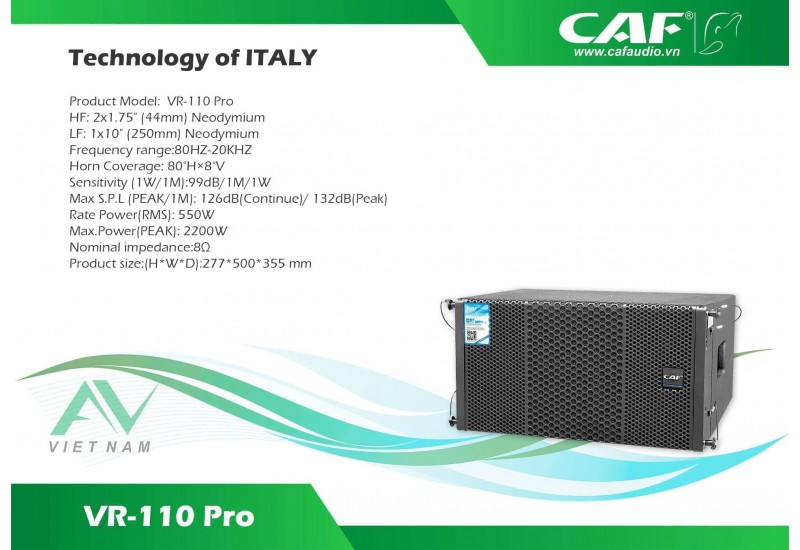 CAF®
www.cafaudio.vn
Technology of ITALY
Product Model: VR-110 Pro
HF: 2x1.75" (44mm) Neodymium
LF: 1x10" (250mm) Neodymium
Frequency range:80HZ-20KHZ
Horn Coverage: 80°H×8°V
Sensitivity (1W/1M):99dB/1M/1W
Max S.P.L (PEAK/1M): 126dB(Continue)/ 132dB(Peak)
Rate Power(RMS): 550W
Max.Power(PEAK): 2200W
Nominal impedance:8Ω
Product size:(H*W*D):277*500*355 mm
CAF
AV
VIET NAM
VR-110 Pro